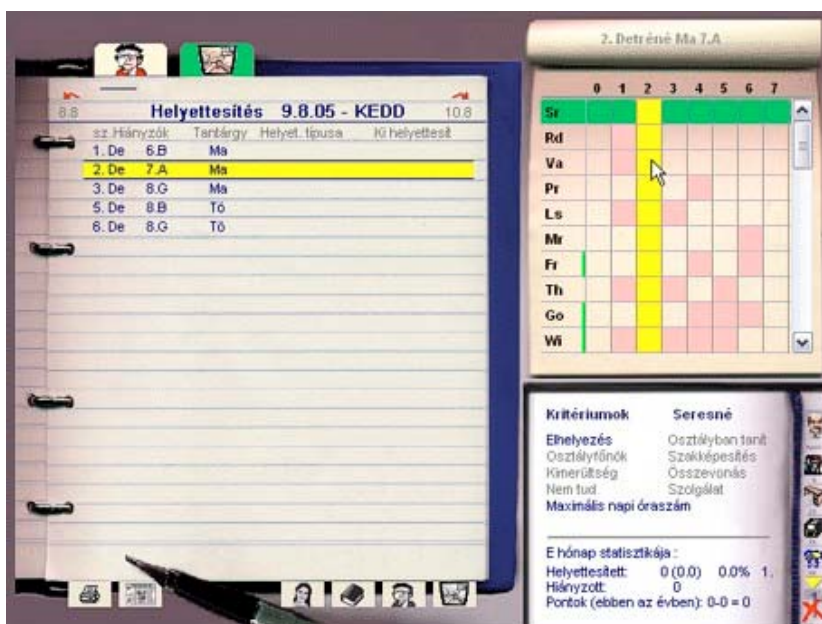 8.8 Helyettesítés 9.8.05 - KEDD 10.8
sz. Hiányzók Tantárgy Helyet. típusa Ki helyettesít
1. De 6.B Ma
2. De 7.A Ma
3. De 8.G Ma
5. De 8.B Tö
6. De 8.G Tö
2. Detréné Ma 7.A
0 1 2 3 4 5 6 7
Sr
Rd
Va
Pr
Ls
Mr
Fr
Th
Go
Wi
Kritériumok Seresné
Elhelyezés Osztályban tanít
Osztályfőnök Szakképesítés
Kimerültség Összevonás
Nem tud Szolgálat
Maximális napi óraszám
E hónap statisztikája :
Helyettesített: 0 (0.0) 0.0% 1.
Hiányzott: 0
Pontok (ebben az évben): 0-0 = 0